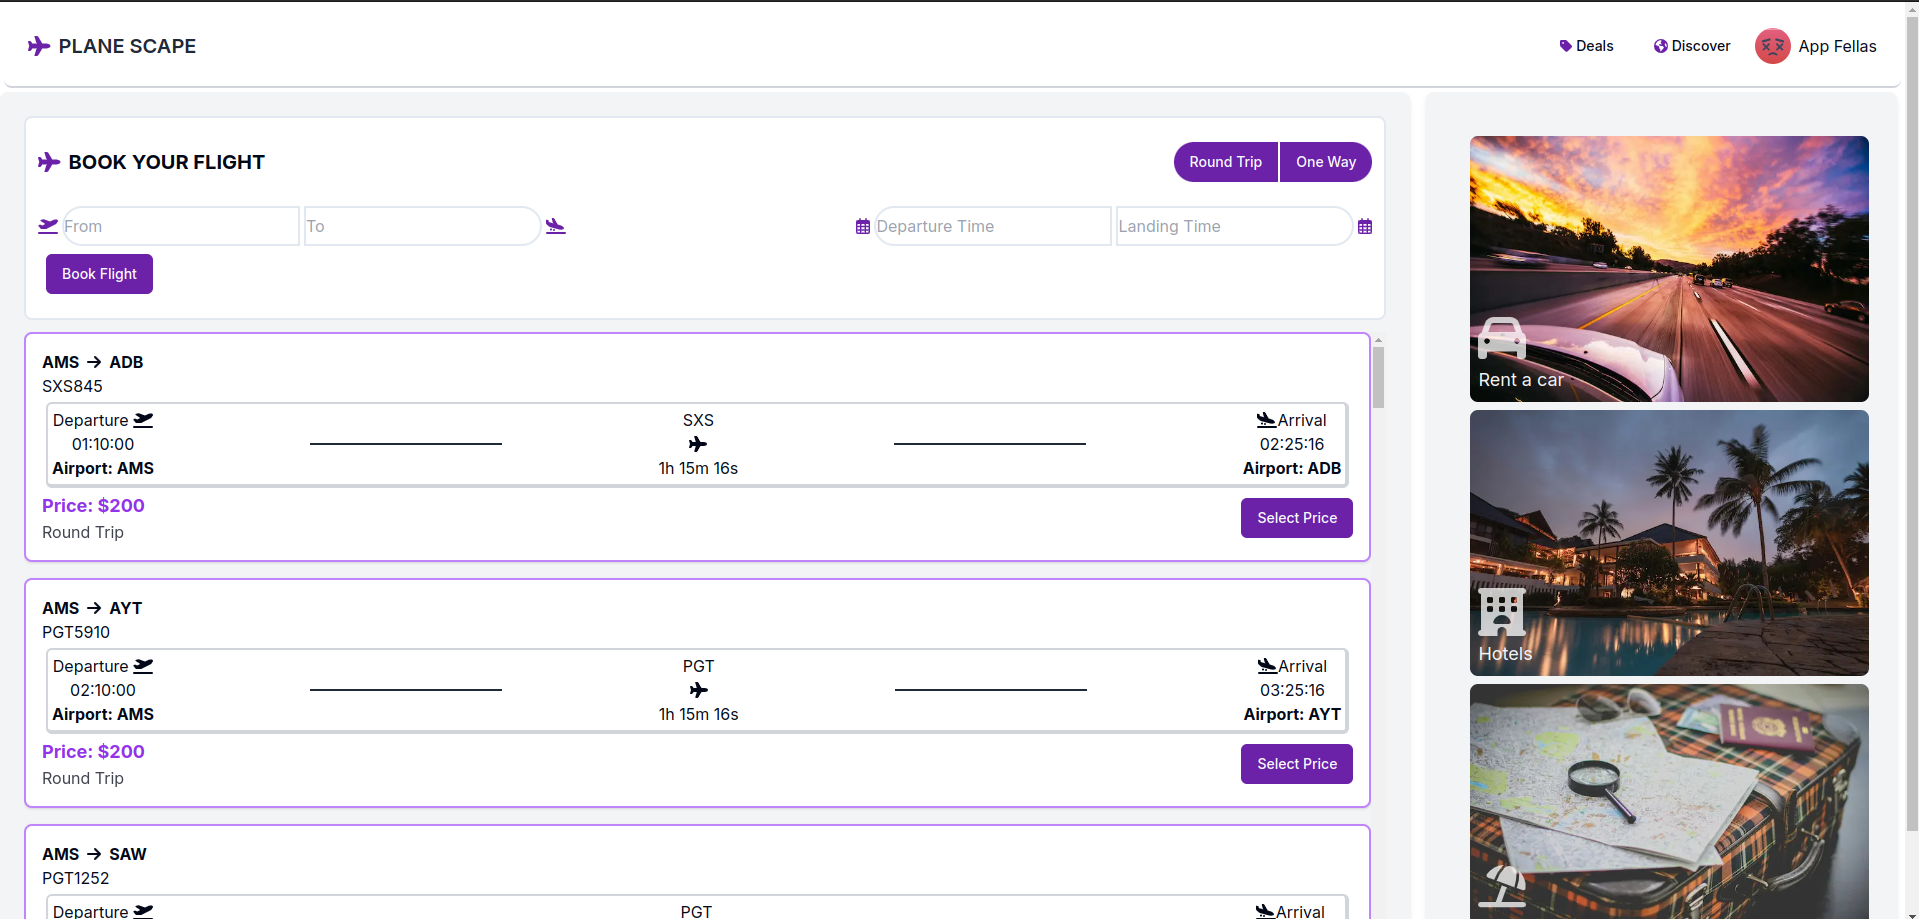 PLANE SCAPE
Deals Discover App Fellas
BOOK YOUR FLIGHT
Round Trip One Way
From To Departure Time Landing Time
Book Flight
AMS → ADB
SXS845
Departure SXS Arrival
01:10:00 02:25:16
Airport: AMS 1h 15m 16s Airport: ADB
Price: $200
Select Price
Round Trip
AMS → AYT
PGT5910
Departure PGT Arrival
02:10:00 03:25:16
Airport: AMS 1h 15m 16s Airport: AYT
Price: $200
Select Price
Round Trip
AMS → SAW
PGT1252
Departure PGT Arrival
Rent a car
Hotels